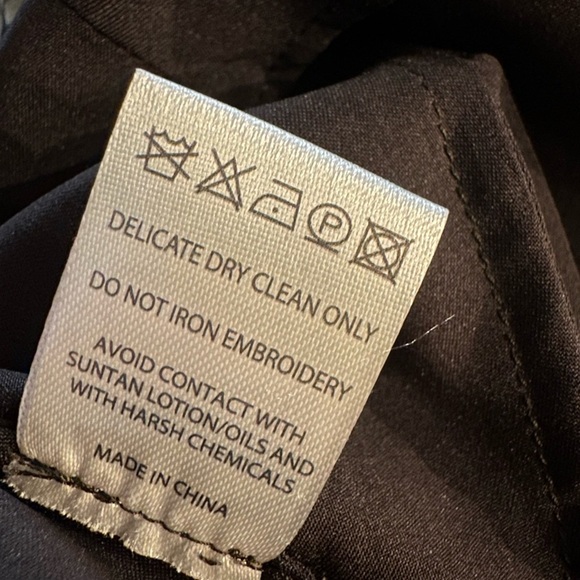 P
DELICATE DRY CLEAN ONLY
DO NOT IRON EMBROIDERY
AVOID CONTACT WITH
SUNTAN LOTION/OILS AND
WITH HARSH CHEMICALS
MADE IN CHINA